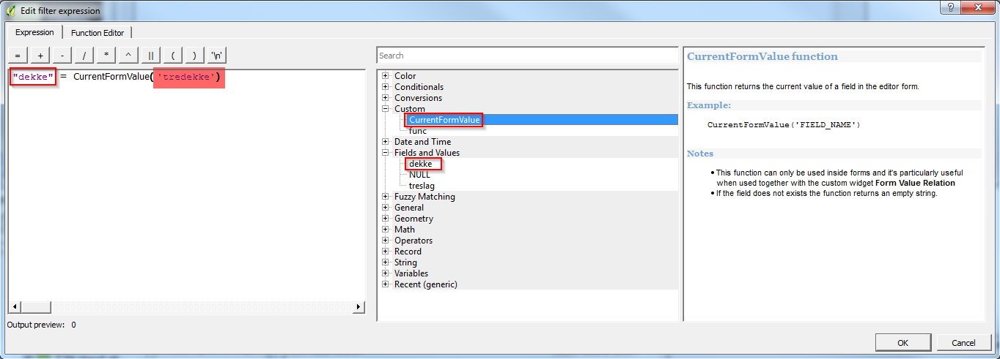 Edit filter expression
Expression
Function Editor
= + - / * ^ || ( ) '\n'
"dekke" = CurrentFormValue( 'tredekke')
Output preview: 0
Search
Color
Conditionals
Conversions
Custom
CurrentFormValue
func
Date and Time
Fields and Values
dekke
NULL
treslag
Fuzzy Matching
General
Geometry
Math
Operators
Record
String
Variables
Recent (generic)
CurrentFormValue function
This function returns the current value of a field in the editor form.
Example:
CurrentFormValue('FIELD_NAME')
Notes
This function can only be used inside forms and it's particularly useful
when used together with the custom widget Form Value Relation
If the field does not exists the function returns an empty string.
OK
Cancel